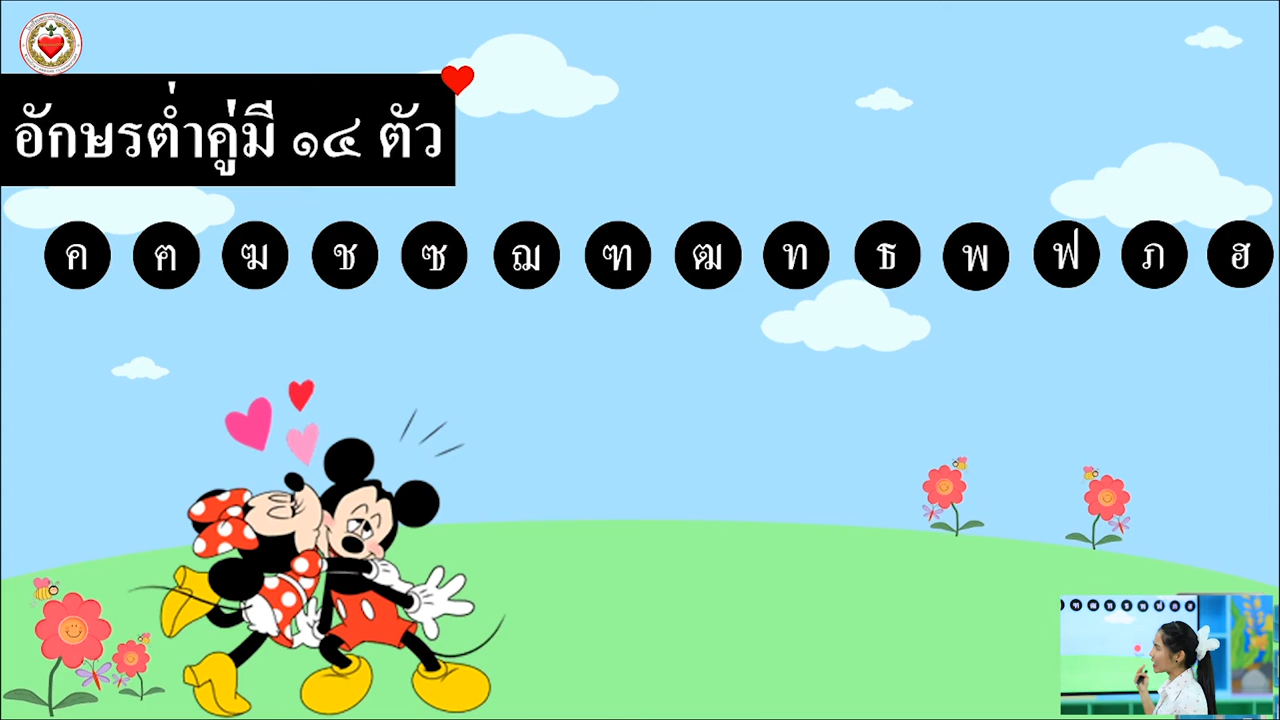 อักษรต่ำคู่มี ๑๔ ตัว
ค ฅ ฆ ช ซ ฌ ฑ ฒ ท ธ พ ฟ ภ ฮ